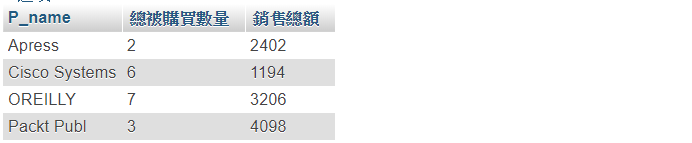 P_name 總被購買數量 銷售總額
Apress 2 2402
Cisco Systems 6 1194
OREILLY 7 3206
Packt Publ 3 4098